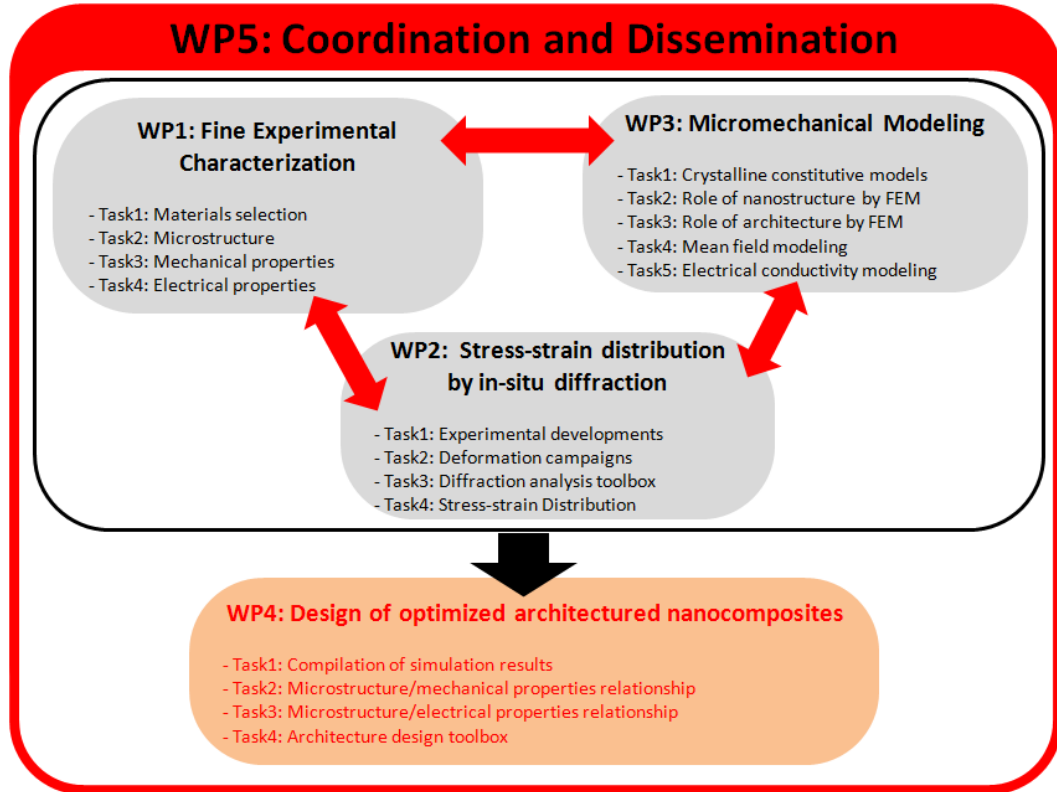 WP5: Coordination and Dissemination
WP1: Fine Experimental
Characterization
- Task1: Materials selection
- Task2: Microstructure
- Task3: Mechanical properties
- Task4: Electrical properties
WP3: Micromechanical Modeling
- Task1: Crystalline constitutive models
- Task2: Role of nanostructure by FEM
- Task3: Role of architecture by FEM
- Task4: Mean field modeling
- Task5: Electrical conductivity modeling
WP2: Stress-strain distribution
by in-situ diffraction
- Task1: Experimental developments
- Task2: Deformation campaigns
- Task3: Diffraction analysis toolbox
- Task4: Stress-strain Distribution
WP4: Design of optimized architectured nanocomposites
- Task1: Compilation of simulation results
- Task2: Microstructure/mechanical properties relationship
- Task3: Microstructure/electrical properties relationship
- Task4: Architecture design toolbox